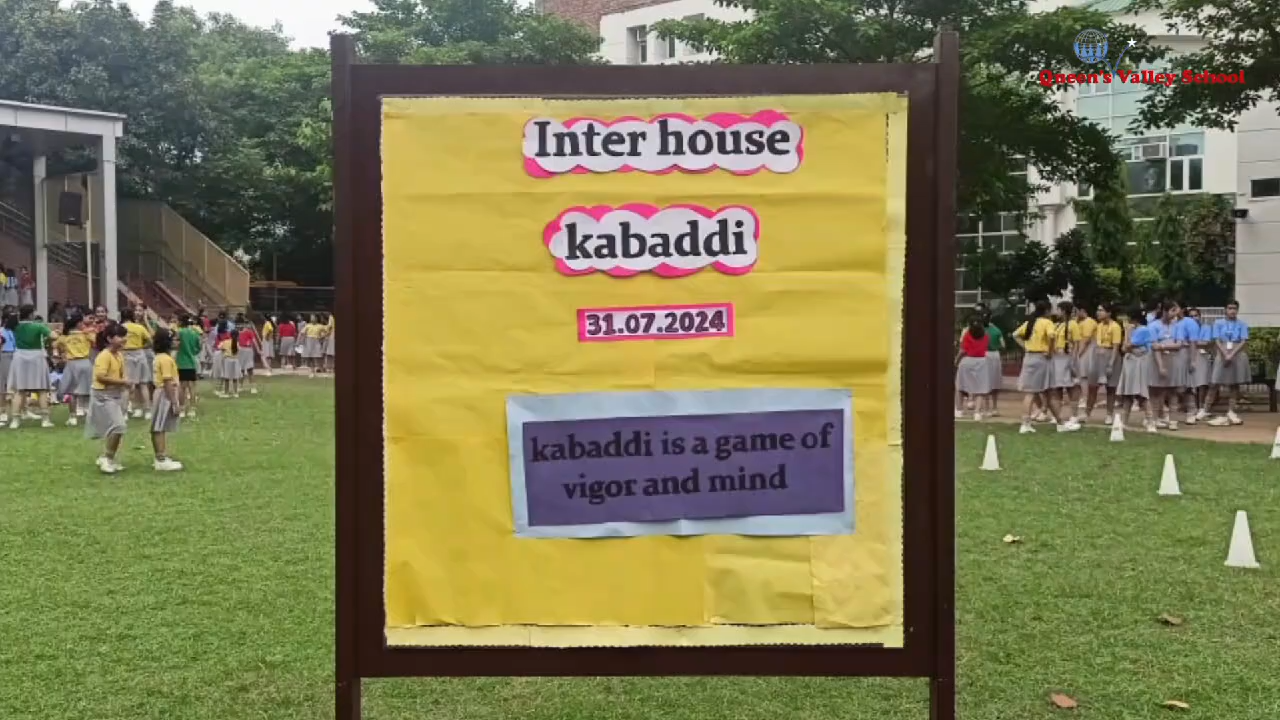 Queen's Valley School
Inter house
kabaddi
31.07.2024
kabaddi is a game of
vigor and mind